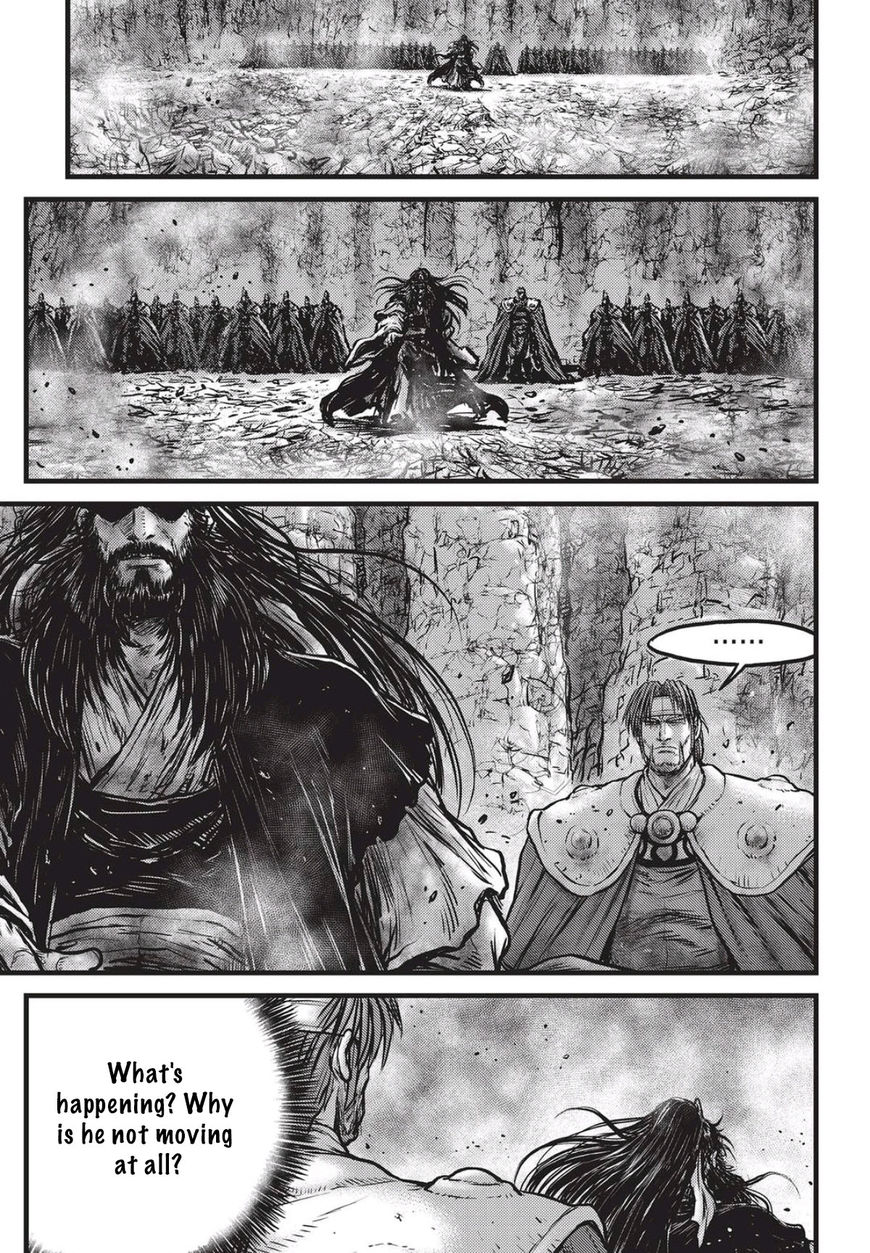 ......
What's
happening? Why
is he not moving
at all?